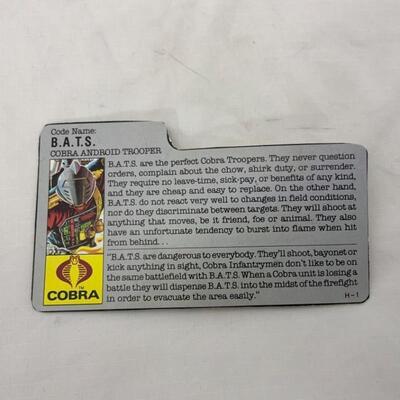 Code Name:
B.A.T.S.
COBRA ANDROID TROOPER
B.A.T.S. are the perfect Cobra Troopers. They never question
orders, complain about the chow, shirk duty, or surrender.
They require no leave-time, sick-pay, or benefits of any kind,
and they are cheap and easy to replace. On the other hand,
B.A.T.S. do not react very well to changes in field conditions,
nor do they discriminate between targets. They will shoot at
anything that moves, be it friend, foe or animal. They also
have an unfortunate tendency to burst into flame when hit
from behind...
"B.A.T.S. are dangerous to everybody. They'll shoot, bayonet or
kick anything in sight, Cobra Infantrymen don't like to be on
the same battlefield with B.A.T.S. When a Cobra unit is losing a
battle they will dispense B.A.T.S. into the midst of the firefight
in order to evacuate the area easily."
TM
COBRA
H-1